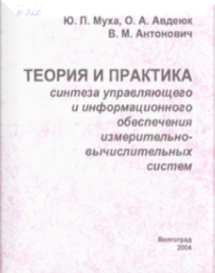 Ю. П. Муха, О. А. Авдеюк
В. М. Антонович
ТЕОРИЯ И ПРАКТИКА
синтеза управляющего
и информационного
обеспечения
измерительно-
вычислительных
систем
Волгоград
2004